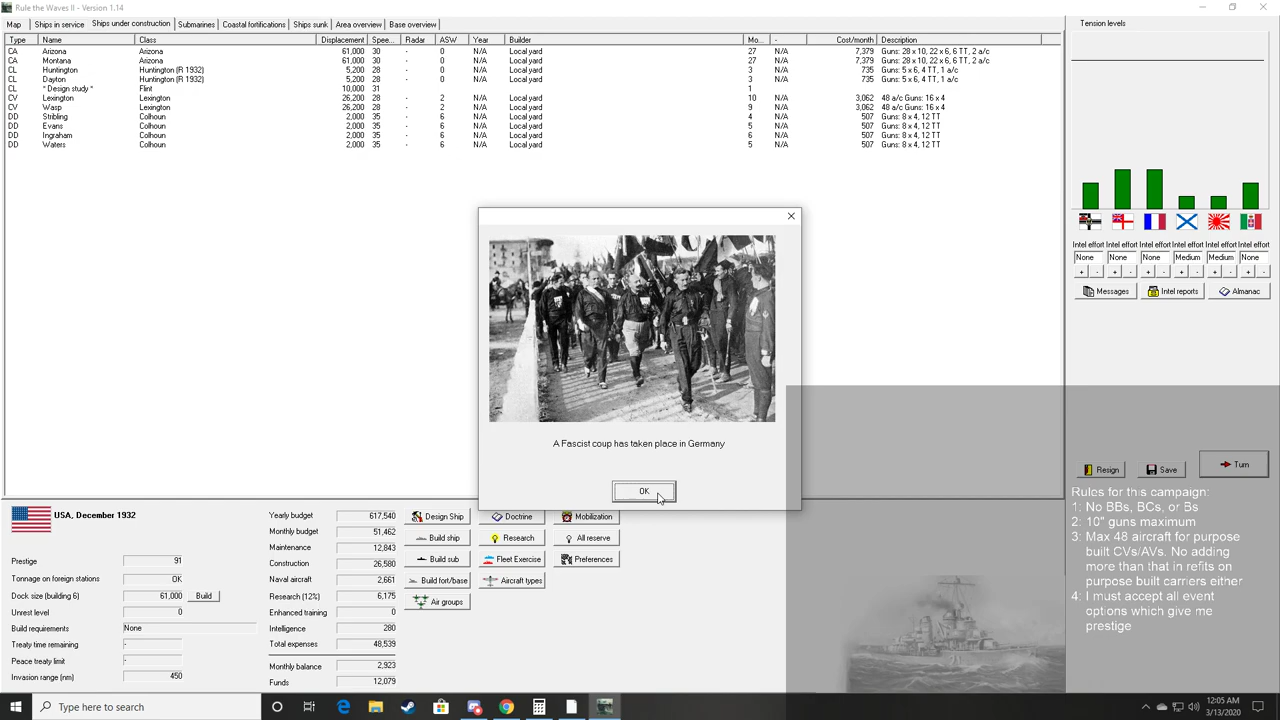 Rule the Waves II - Version 1.14
Map Ships in service Ships under construction Submarines Coastal fortifications Ships sunk Area overview Base overview
Type Name Class Displacement Spee... Radar ASW Year Builder Mo... - Cost/month Description
CA Arizona Arizona 61,000 30 - 0 N/A Local yard 27 N/A 7,379 Guns: 28 x 10, 22 x 6, 6 TT, 2 a/c
CA Montana Arizona 61,000 30 - 0 N/A Local yard 27 N/A 7,379 Guns: 28 x 10, 22 x 6, 6 TT, 2 a/c
CL Huntington Huntington (R 1932) 5,200 28 - 0 N/A Local yard 3 N/A 735 Guns: 5 x 6, 4 TT, 1 a/c
CL Dayton Huntington (R 1932) 5,200 28 - 0 N/A Local yard 3 N/A 735 Guns: 5 x 6, 4 TT, 1 a/c
CL * Design study * Flint 10,000 31 1
CV Lexington Lexington 26,200 28 - 2 N/A Local yard 10 N/A 3,062 48 a/c Guns: 16 x 4
CV Wasp Lexington 26,200 28 - 2 N/A Local yard 9 N/A 3,062 48 a/c Guns: 16 x 4
DD Stribling Colhoun 2,000 35 - 6 N/A Local yard 4 N/A 507 Guns: 8 x 4, 12 TT
DD Evans Colhoun 2,000 35 - 6 N/A Local yard 5 N/A 507 Guns: 8 x 4, 12 TT
DD Ingraham Colhoun 2,000 35 - 6 N/A Local yard 6 N/A 507 Guns: 8 x 4, 12 TT
DD Waters Colhoun 2,000 35 - 6 N/A Local yard 5 N/A 507 Guns: 8 x 4, 12 TT
A Fascist coup has taken place in Germany
OK
Tension levels
Intel effort Intel effort Intel effort Intel effort Intel effort Intel effort
None None None Medium Medium None
+ - + - + - + - + - + -
Messages Intel reports Almanac
Resign Save Turn
Rules for this campaign:
1: No BBs, BCs, or Bs
2: 10" guns maximum
3: Max 48 aircraft for purpose
built CVs/AVs. No adding
more than that in refits on
purpose built carriers either
4: I must accept all event
options which give me
prestige
USA, December 1932
Prestige 91
Tonnage on foreign stations OK
Dock size (building 6) 61,000 Build
Unrest level 0
Build requirements None
Treaty time remaining -
Peace treaty limit -
Invasion range (nm) 450
Yearly budget 617,540
Monthly budget 51,462
Maintenance 12,843
Construction 26,580
Naval aircraft 2,661
Research (12%) 6,175
Enhanced training 0
Intelligence 280
Total expenses 48,539
Monthly balance 2,923
Funds 12,079
Design Ship Doctrine Mobilization
Build ship Research All reserve
Build sub Fleet Exercise Preferences
Build fort/base Aircraft types
Air groups
Type here to search
12:05 AM
3/13/2020